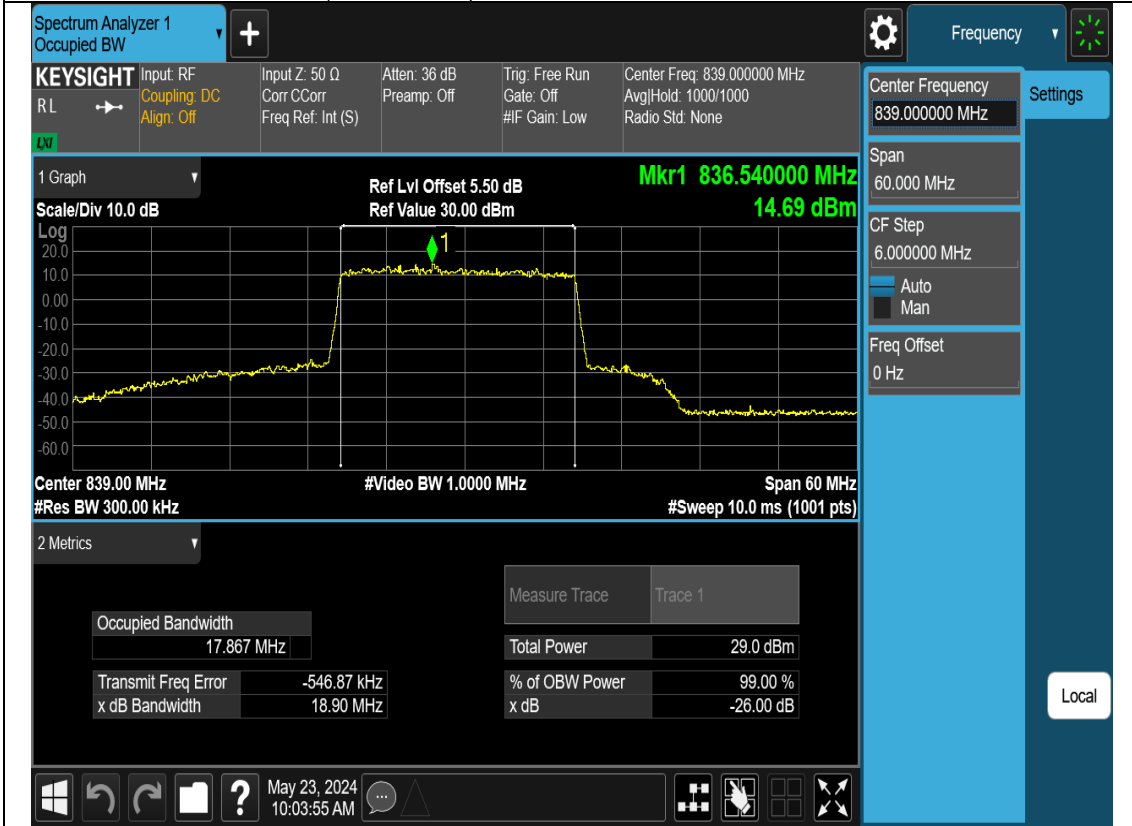 Spectrum Analyzer 1
Occupied BW
+
Frequency
KEYSIGHT
R L
LXI
Input: RF
Coupling: DC
Align: Off
Input Z: 50 Ω
Corr CCorr
Freq Ref: Int (S)
Atten: 36 dB
Preamp: Off
Trig: Free Run
Gate: Off
#IF Gain: Low
Center Freq: 839.000000 MHz
Avg|Hold: 1000/1000
Radio Std: None
Center Frequency
839.000000 MHz
Settings
Span
60.000 MHz
CF Step
6.000000 MHz
Auto
Man
Freq Offset
0 Hz
Local
1 Graph
Scale/Div 10.0 dB
Ref Lvl Offset 5.50 dB
Ref Value 30.00 dBm
Mkr1 836.540000 MHz
14.69 dBm
Log
1
20.0
10.0
0.00
-10.0
-20.0
-30.0
-40.0
-50.0
-60.0
Center 839.00 MHz
#Video BW 1.0000 MHz
Span 60 MHz
#Res BW 300.00 kHz
#Sweep 10.0 ms (1001 pts)
2 Metrics
Measure Trace Trace 1
Occupied Bandwidth
17.867 MHz
Total Power 29.0 dBm
Transmit Freq Error -546.87 kHz
% of OBW Power 99.00 %
x dB Bandwidth 18.90 MHz
x dB -26.00 dB
?
May 23, 2024
10:03:55 AM